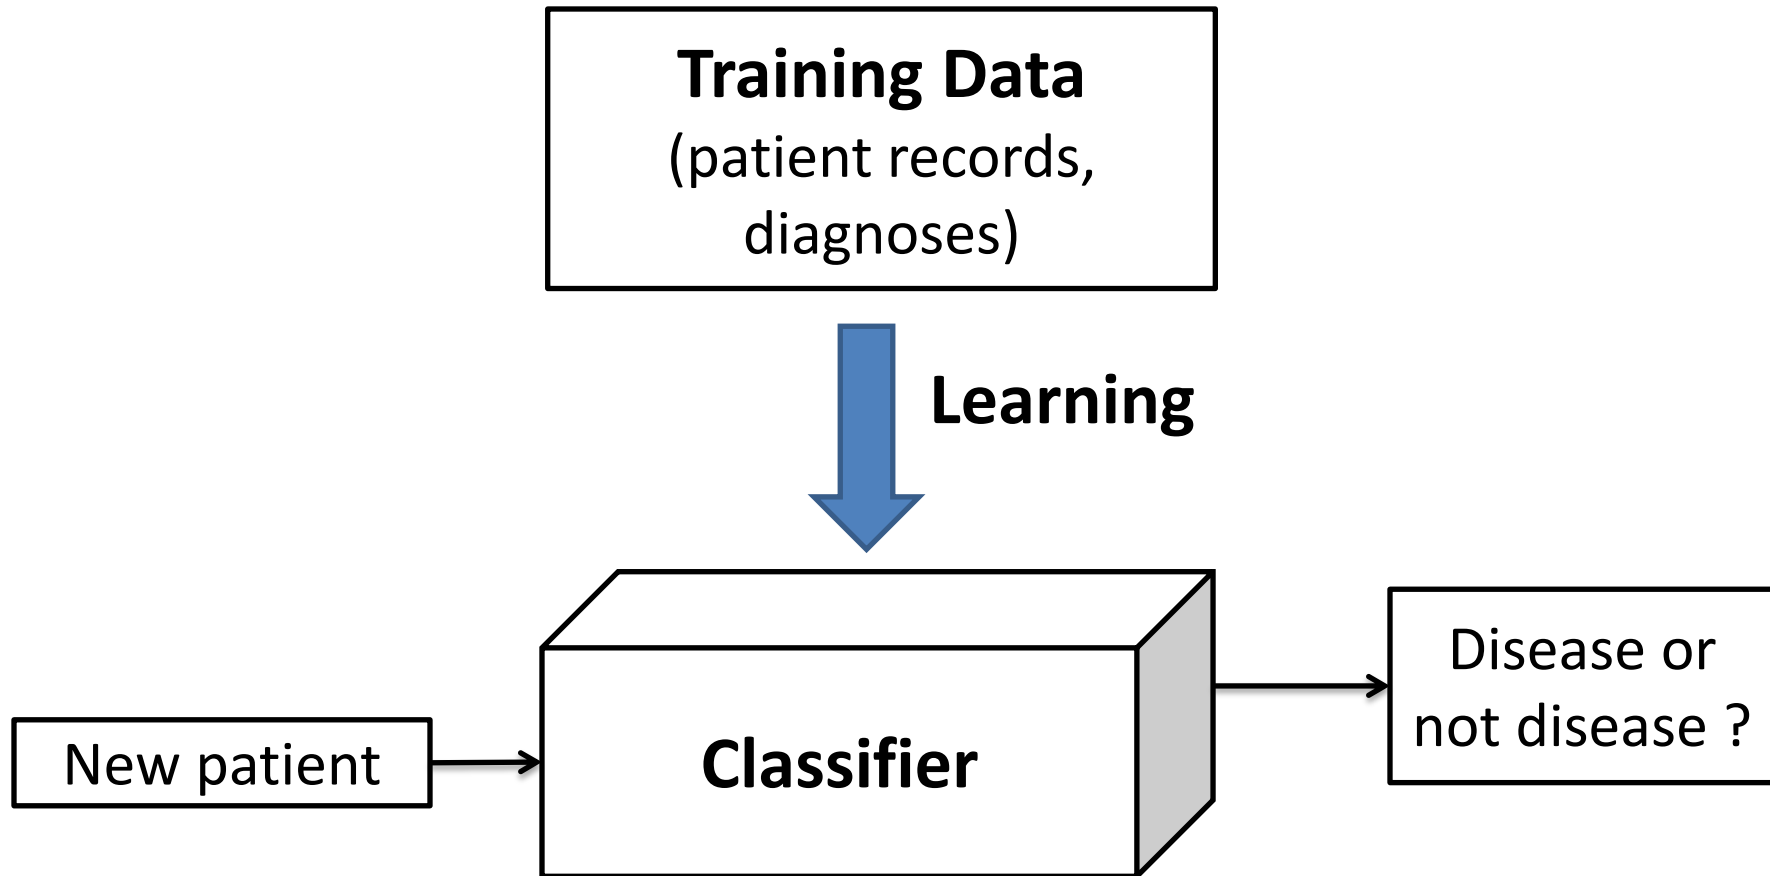 Training Data
(patient records,
diagnoses)
Learning
New patient
Classifier
Disease or
not disease ?